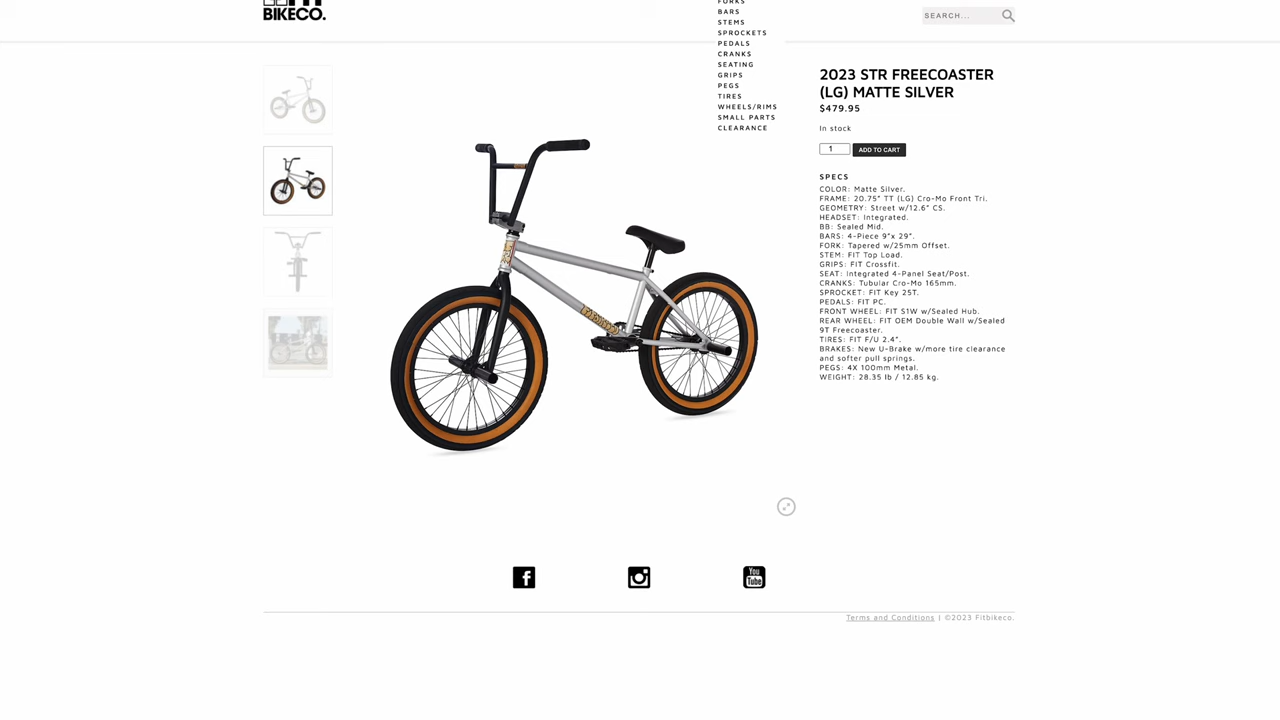 BIKECO.
FORKS
BARS
STEMS
SPROCKETS
PEDALS
CRANKS
SEATING
GRIPS
PEGS
TIRES
WHEELS/RIMS
SMALL PARTS
CLEARANCE
SEARCH...
2023 STR FREECOASTER
(LG) MATTE SILVER
$479.95
In stock
1
ADD TO CART
SPECS
COLOR: Matte Silver.
FRAME: 20.75" TT (LG) Cro-Mo Front Tri.
GEOMETRY: Street w/12.6" CS.
HEADSET: Integrated.
BB: Sealed Mid.
BARS: 4-Piece 9"x 29".
FORK: Tapered w/25mm Offset.
STEM: FIT Top Load.
GRIPS: FIT Crossfit.
SEAT: Integrated 4-Panel Seat/Post.
CRANKS: Tubular Cro-Mo 165mm.
SPROCKET: FIT Key 25T.
PEDALS: FIT PC.
FRONT WHEEL: FIT S1W w/Sealed Hub.
REAR WHEEL: FIT OEM Double Wall w/Sealed
9T Freecoaster.
TIRES: FIT F/U 2.4".
BRAKES: New U-Brake w/more tire clearance
and softer pull springs.
PEGS: 4X 100mm Metal.
WEIGHT: 28.35 lb / 12.85 kg.
You
Tube
Terms and Conditions | ©2023 Fitbikeco.